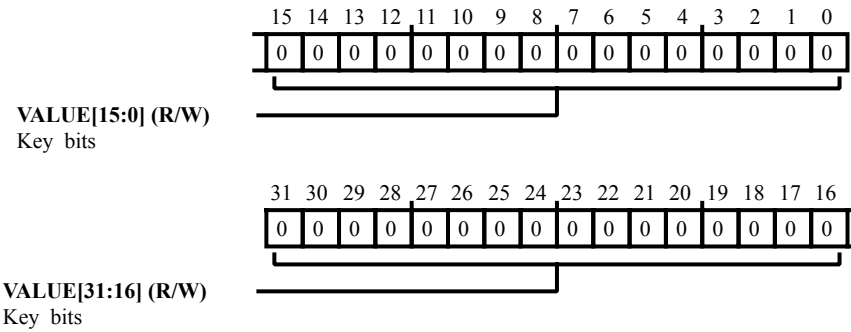 15 14 13 12 11 10 9 8 7 6 5 4 3 2 1 0
0 0 0 0 0 0 0 0 0 0 0 0 0 0 0 0
VALUE[15:0] (R/W)
Key bits
31 30 29 28 27 26 25 24 23 22 21 20 19 18 17 16
0 0 0 0 0 0 0 0 0 0 0 0 0 0 0 0
VALUE[31:16] (R/W)
Key bits